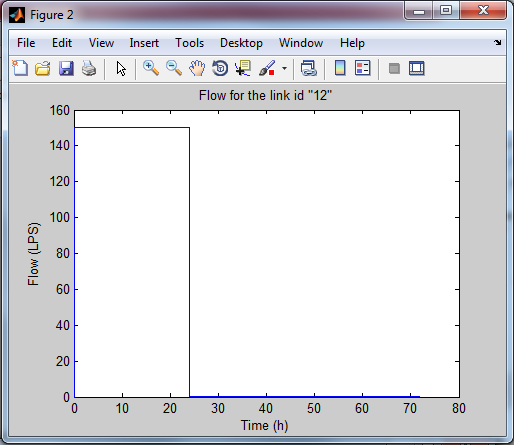 Figure 2
File Edit View Insert Tools Desktop Window Help
Flow for the link id "12"
160
140
120
100
80
60
40
20
0
Flow (LPS)
0 10 20 30 40 50 60 70 80
Time (h)